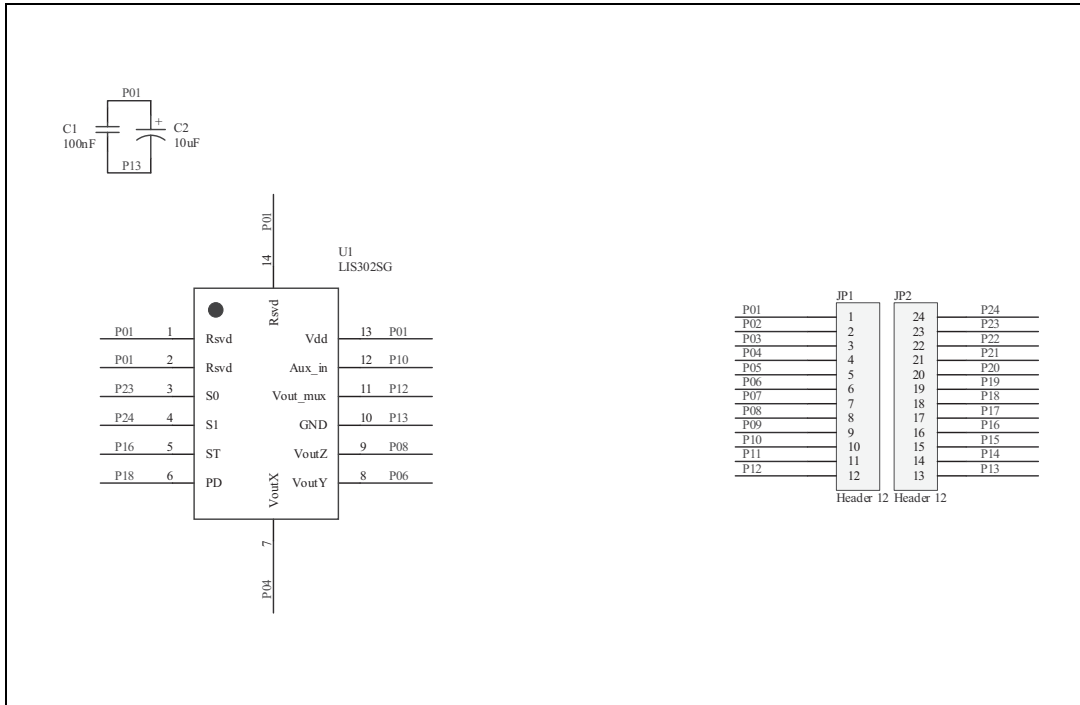 P01
C1
100nF
+
C2
10uF
P13
P01
14
U1
LIS302SG
Rsvd
P01 1 Rsvd
Vdd 13 P01
P01 2 Rsvd
Aux_in 12 P10
P23 3 S0
Vout_mux 11 P12
P24 4 S1
GND 10 P13
P16 5 ST
VoutZ 9 P08
P18 6 PD
VoutY 8 P06
VoutX
7
P04
JP1
P01 1
P02 2
P03 3
P04 4
P05 5
P06 6
P07 7
P08 8
P09 9
P10 10
P11 11
P12 12
Header 12
JP2
24 P24
23 P23
22 P22
21 P21
20 P20
19 P19
18 P18
17 P17
16 P16
15 P15
14 P14
13 P13
Header 12